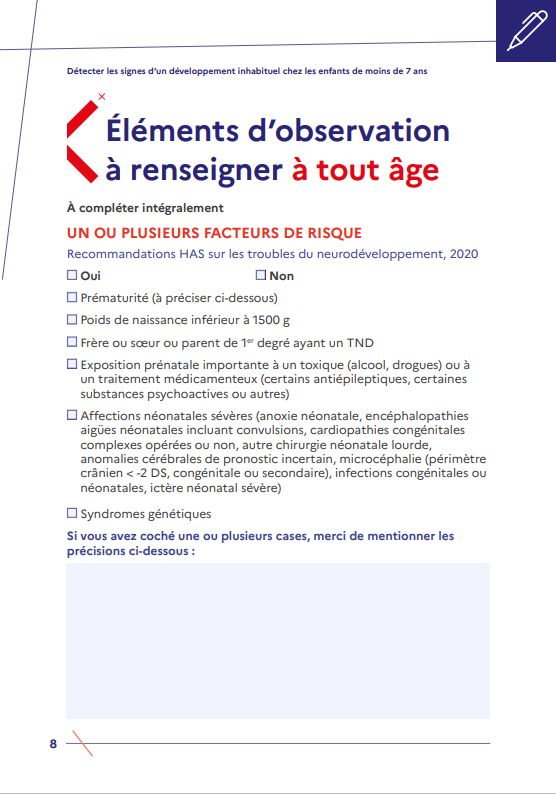 Détecter les signes d'un développement inhabituel chez les enfants de moins de 7 ans
Éléments d'observation
à renseigner à tout âge
À compléter intégralement
UN OU PLUSIEURS FACTEURS DE RISQUE
Recommandations HAS sur les troubles du neurodéveloppement, 2020
Oui Non
Prématurité (à préciser ci-dessous)
Poids de naissance inférieur à 1500 g
Frère ou sœur ou parent de 1er degré ayant un TND
Exposition prénatale importante à un toxique (alcool, drogues) ou à
un traitement médicamenteux (certains antiépileptiques, certaines
substances psychoactives ou autres)
Affections néonatales sévères (anoxie néonatale, encéphalopathies
aigües néonatales incluant convulsions, cardiopathies congénitales
complexes opérées ou non, autre chirurgie néonatale lourde,
anomalies cérébrales de pronostic incertain, microcéphalie (périmètre
crânien < -2 DS, congénitale ou secondaire), infections congénitales ou
néonatales, ictère néonatal sévère)
Syndromes génétiques
Si vous avez coché une ou plusieurs cases, merci de mentionner les
précisions ci-dessous :
8